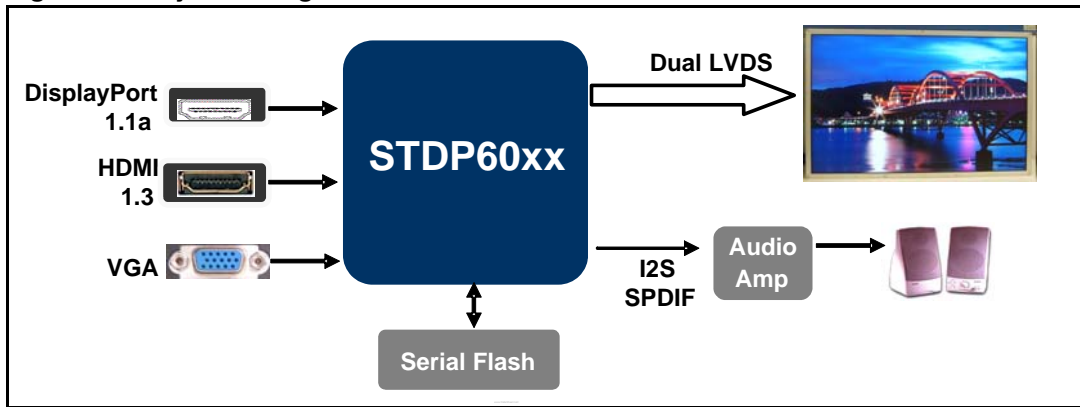 DisplayPort
1.1a
HDMI
1.3
VGA
STDP60xx
Serial Flash
Dual LVDS
I2S
SPDIF
Audio
Amp